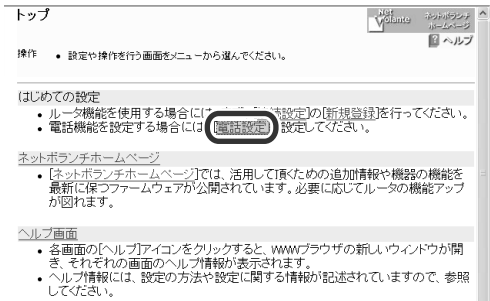 トップ
Net Volante
ネットボランチ
ホームページ
ヘルプ
操作
• 設定や操作を行う画面をメニューから選んでください。
はじめての設定
• ルータ機能を使用する場合には 設定]の[新規登録]を行ってください。
• 電話機能を設定する場合には [電話設定] 設定してください。
ネットボランチホームページ
• [ネットボランチホームページ]では、活用して頂くための追加情報や機器の機能を
最新に保つファームウェアが公開されています。必要に応じてルータの機能アップ
が図れます。
ヘルプ画面
• 各画面の[ヘルプ]アイコンをクリックすると、WWWブラウザの新しいウィンドウが開
き、それぞれの画面のヘルプ情報が表示されます。
• ヘルプ情報には、設定の方法や設定に関する情報が記述されていますので、参照
してください。